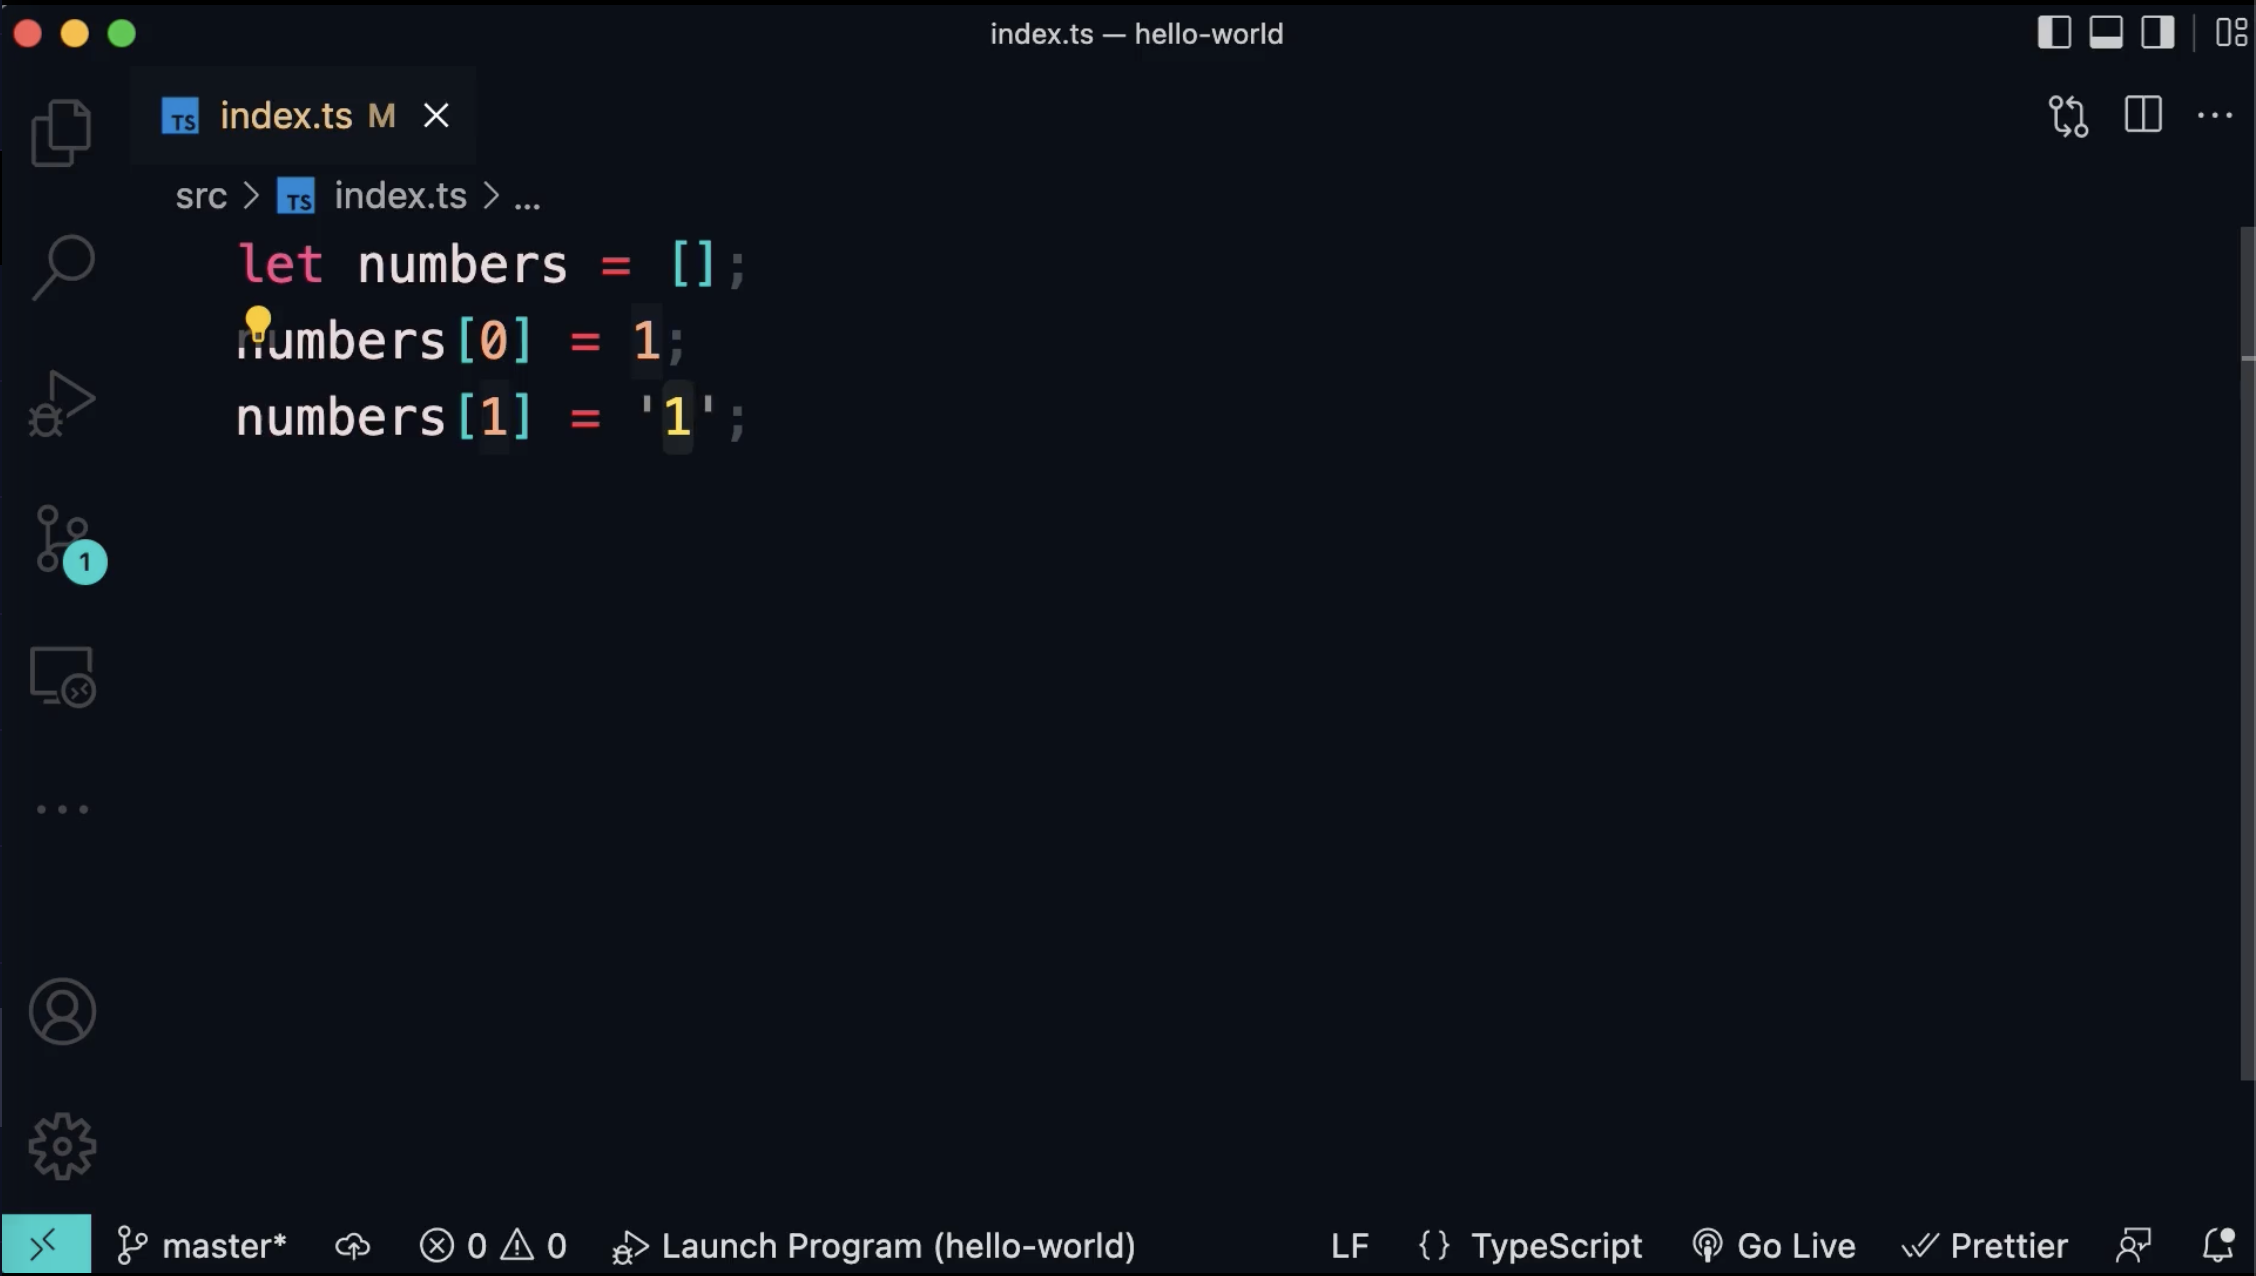 index.ts — hello-world
TS index.ts M
src > TS index.ts > ...
let numbers = [];
numbers[0] = 1;
numbers[1] = '1';
1
master* 0 0 Launch Program (hello-world) LF {} TypeScript Go Live Prettier